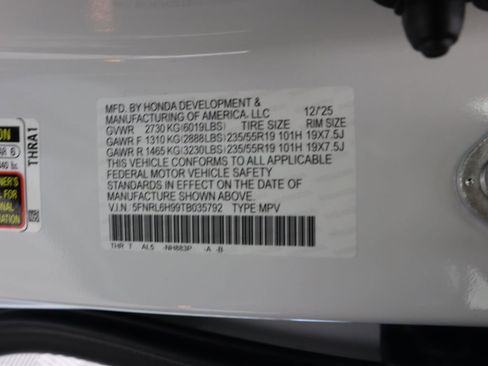 MFD. BY HONDA DEVELOPMENT &
MANUFACTURING OF AMERICA, LLC 12/'25
GVWR 2730 KG (6019LBS) TIRE SIZE RIM SIZE
GAWR F 1310 KG (2888LBS) 235/55R19 101H 19X7.5J
GAWR R 1465 KG (3230LBS) 235/55R19 101H 19X7.5J
THIS VEHICLE CONFORMS TO ALL APPLICABLE
FEDERAL MOTOR VEHICLE SAFETY
STANDARDS IN EFFECT ON THE DATE OF
MANUFACTURE SHOWN ABOVE.
V.I.N.: 5FNRL6H99TB035792 TYPE MPV
THR T AL5 -NH883P -A -B
THRA1